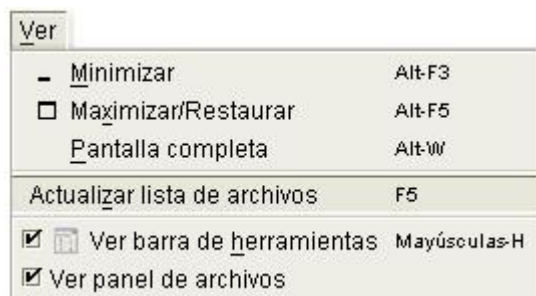 Ver
Minimizar Alt-F3
Maximizar/Restaurar Alt-F5
Pantalla completa Alt-W
Actualizar lista de archivos F5
Ver barra de herramientas Mayúsculas-H
Ver panel de archivos